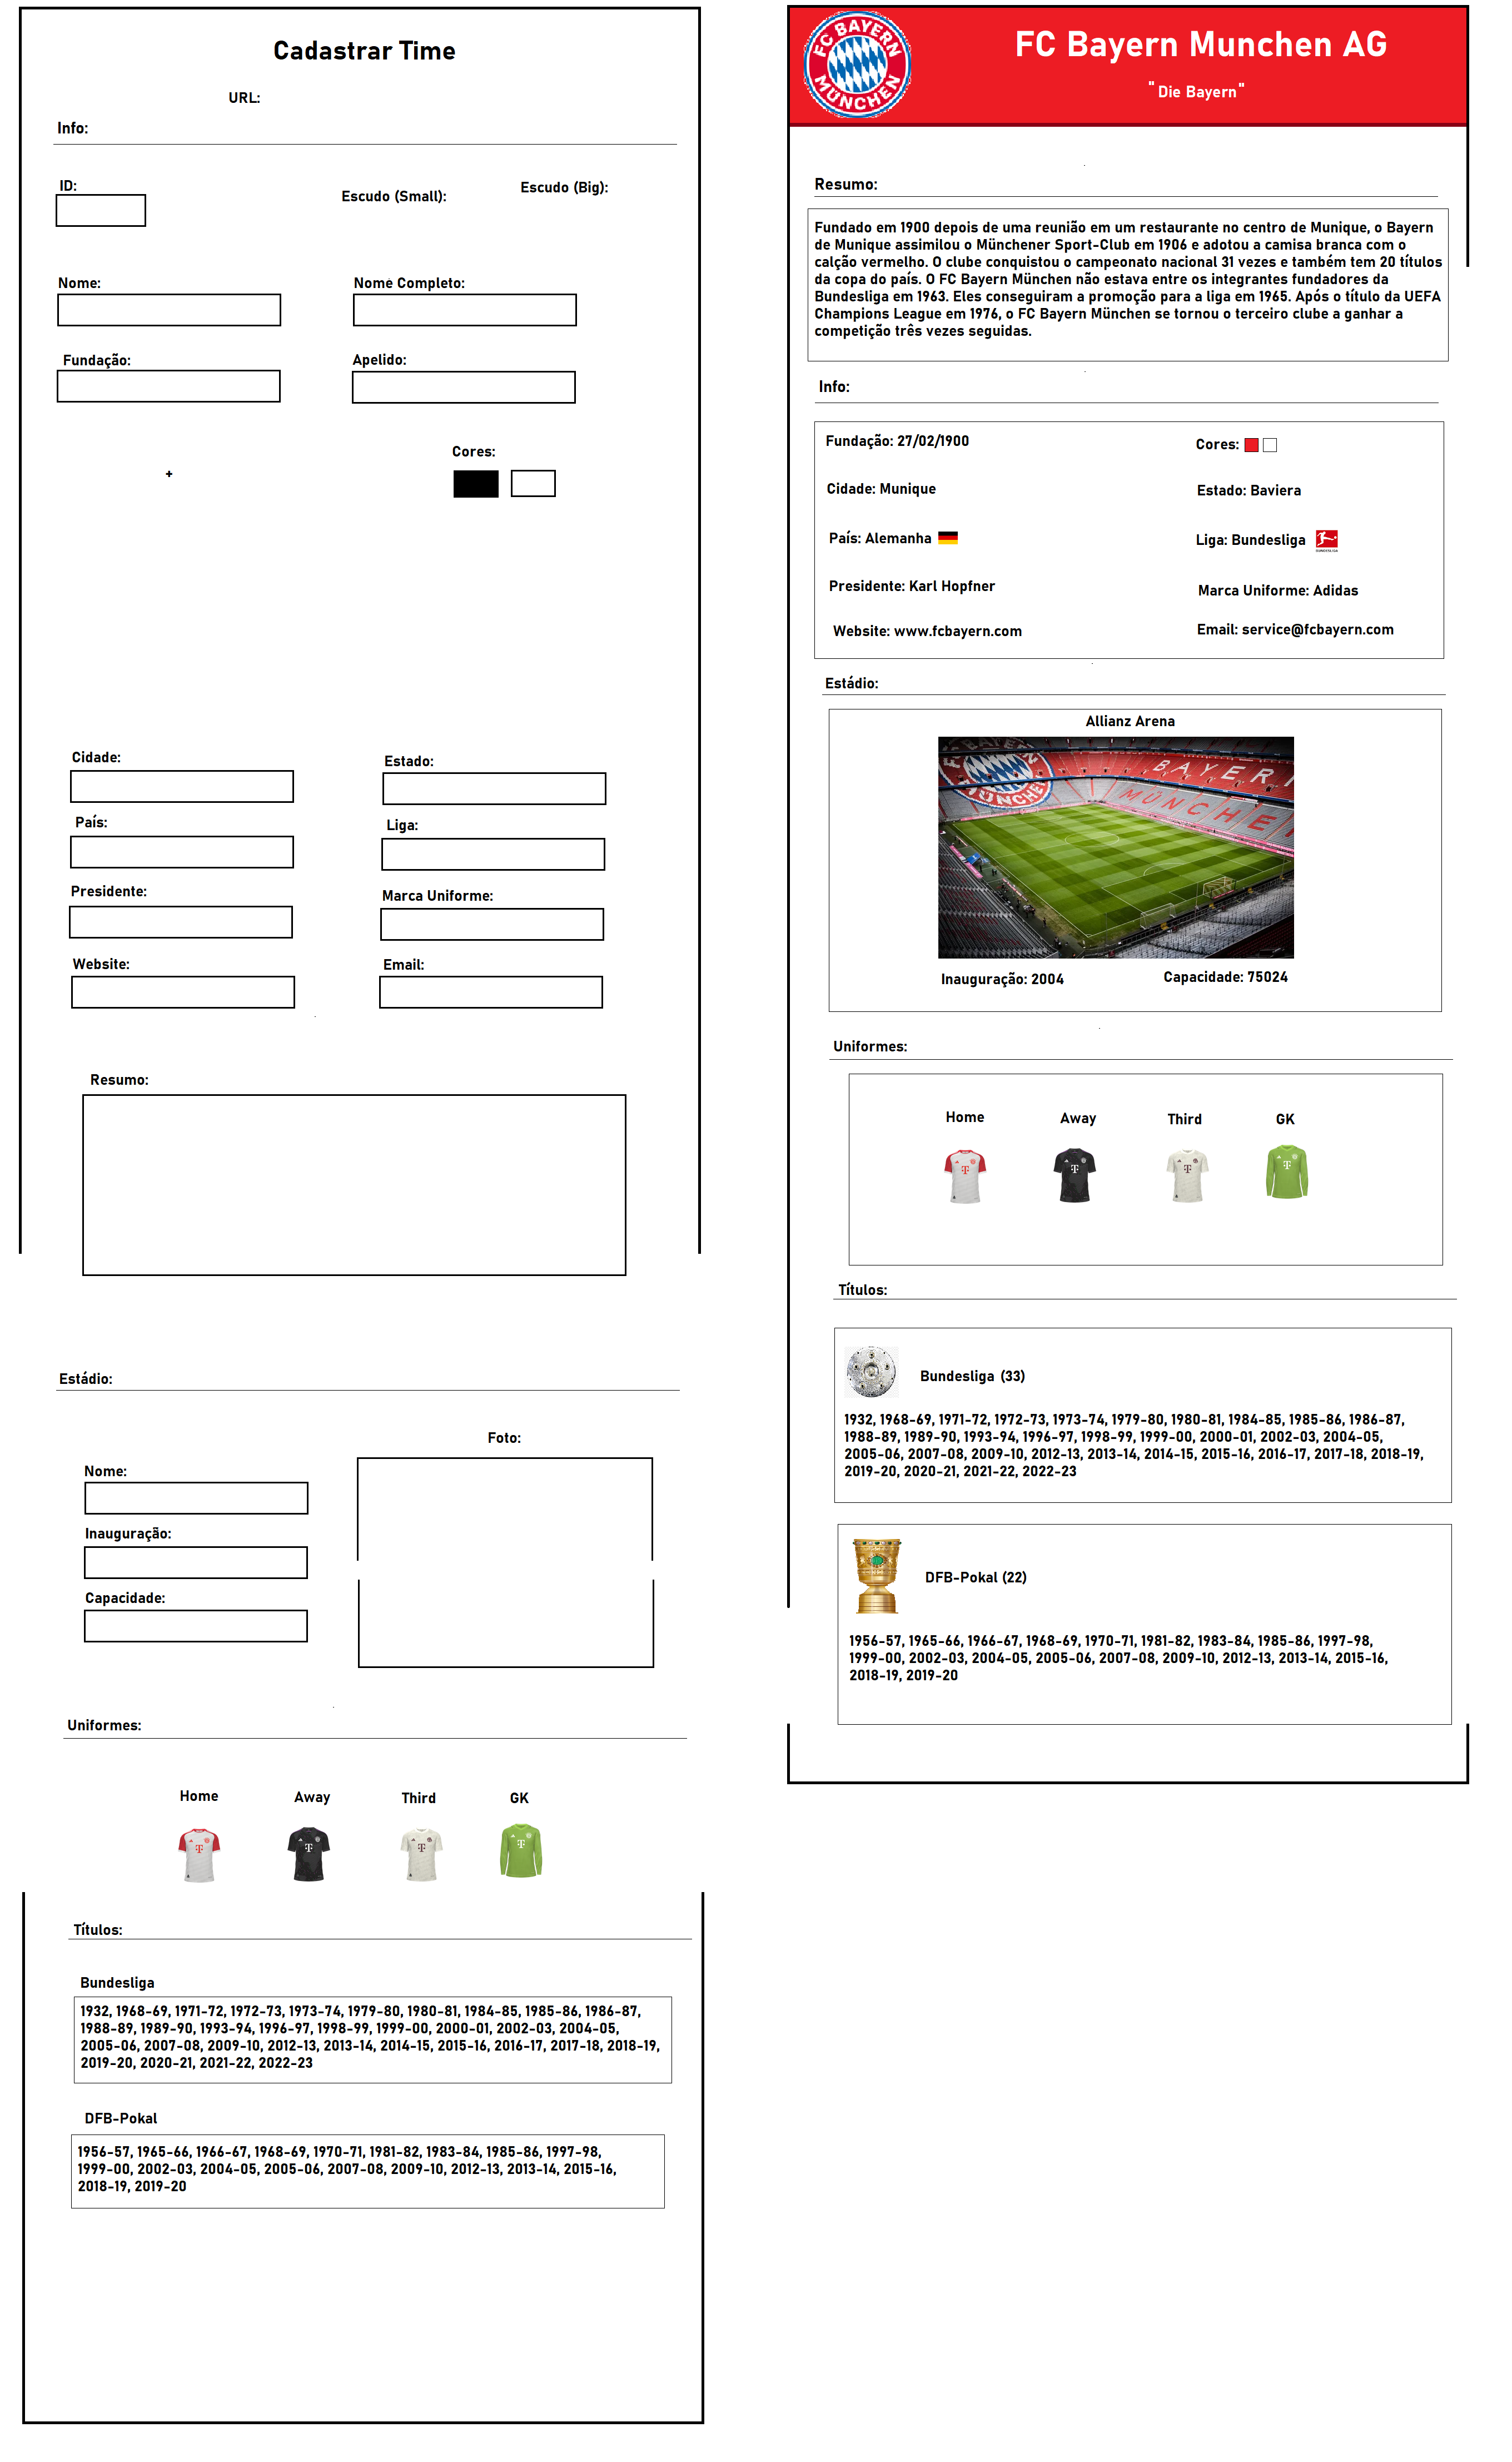 Cadastrar Time
URL:
Info:
ID:
Escudo (Small):
Escudo (Big):
Nome:
Nome Completo:
Fundação:
Apelido:
Cores:
+
Cidade:
Estado:
País:
Liga:
Presidente:
Marca Uniforme:
Website:
Email:
Resumo:
Estádio:
Foto:
Nome:
Inauguração:
Capacidade:
Uniformes:
Home
Away
Third
GK
Títulos:
Bundesliga
1932, 1968-69, 1971-72, 1972-73, 1973-74, 1979-80, 1980-81, 1984-85, 1985-86, 1986-87,
1988-89, 1989-90, 1993-94, 1996-97, 1998-99, 1999-00, 2000-01, 2002-03, 2004-05,
2005-06, 2007-08, 2009-10, 2012-13, 2013-14, 2014-15, 2015-16, 2016-17, 2017-18, 2018-19,
2019-20, 2020-21, 2021-22, 2022-23
DFB-Pokal
1956-57, 1965-66, 1966-67, 1968-69, 1970-71, 1981-82, 1983-84, 1985-86, 1997-98,
1999-00, 2002-03, 2004-05, 2005-06, 2007-08, 2009-10, 2012-13, 2013-14, 2015-16,
2018-19, 2019-20
FC BAYERN
MÜNCHEN
FC Bayern Munchen AG
"Die Bayern"
Resumo:
Fundado em 1900 depois de uma reunião em um restaurante no centro de Munique, o Bayern
de Munique assimilou o Münchener Sport-Club em 1906 e adotou a camisa branca com o
calção vermelho. O clube conquistou o campeonato nacional 31 vezes e também tem 20 títulos
da copa do país. O FC Bayern München não estava entre os integrantes fundadores da
Bundesliga em 1963. Eles conseguiram a promoção para a liga em 1965. Após o título da UEFA
Champions League em 1976, o FC Bayern München se tornou o terceiro clube a ganhar a
competição três vezes seguidas.
Info:
Fundação: 27/02/1900
Cores:
Cidade: Munique
Estado: Baviera
País: Alemanha
Liga: Bundesliga
BUNDESLIGA
Presidente: Karl Hopfner
Marca Uniforme: Adidas
Website: www.fcbayern.com
Email: service@fcbayern.com
Estádio:
Allianz Arena
FC BAYERN
MÜNCHEN
BAYER
MÜNCHE
Inauguração: 2004
Capacidade: 75024
Uniformes:
Home
Away
Third
GK
Títulos:
Bundesliga (33)
1932, 1968-69, 1971-72, 1972-73, 1973-74, 1979-80, 1980-81, 1984-85, 1985-86, 1986-87,
1988-89, 1989-90, 1993-94, 1996-97, 1998-99, 1999-00, 2000-01, 2002-03, 2004-05,
2005-06, 2007-08, 2009-10, 2012-13, 2013-14, 2014-15, 2015-16, 2016-17, 2017-18, 2018-19,
2019-20, 2020-21, 2021-22, 2022-23
DFB-Pokal (22)
1956-57, 1965-66, 1966-67, 1968-69, 1970-71, 1981-82, 1983-84, 1985-86, 1997-98,
1999-00, 2002-03, 2004-05, 2005-06, 2007-08, 2009-10, 2012-13, 2013-14, 2015-16,
2018-19, 2019-20